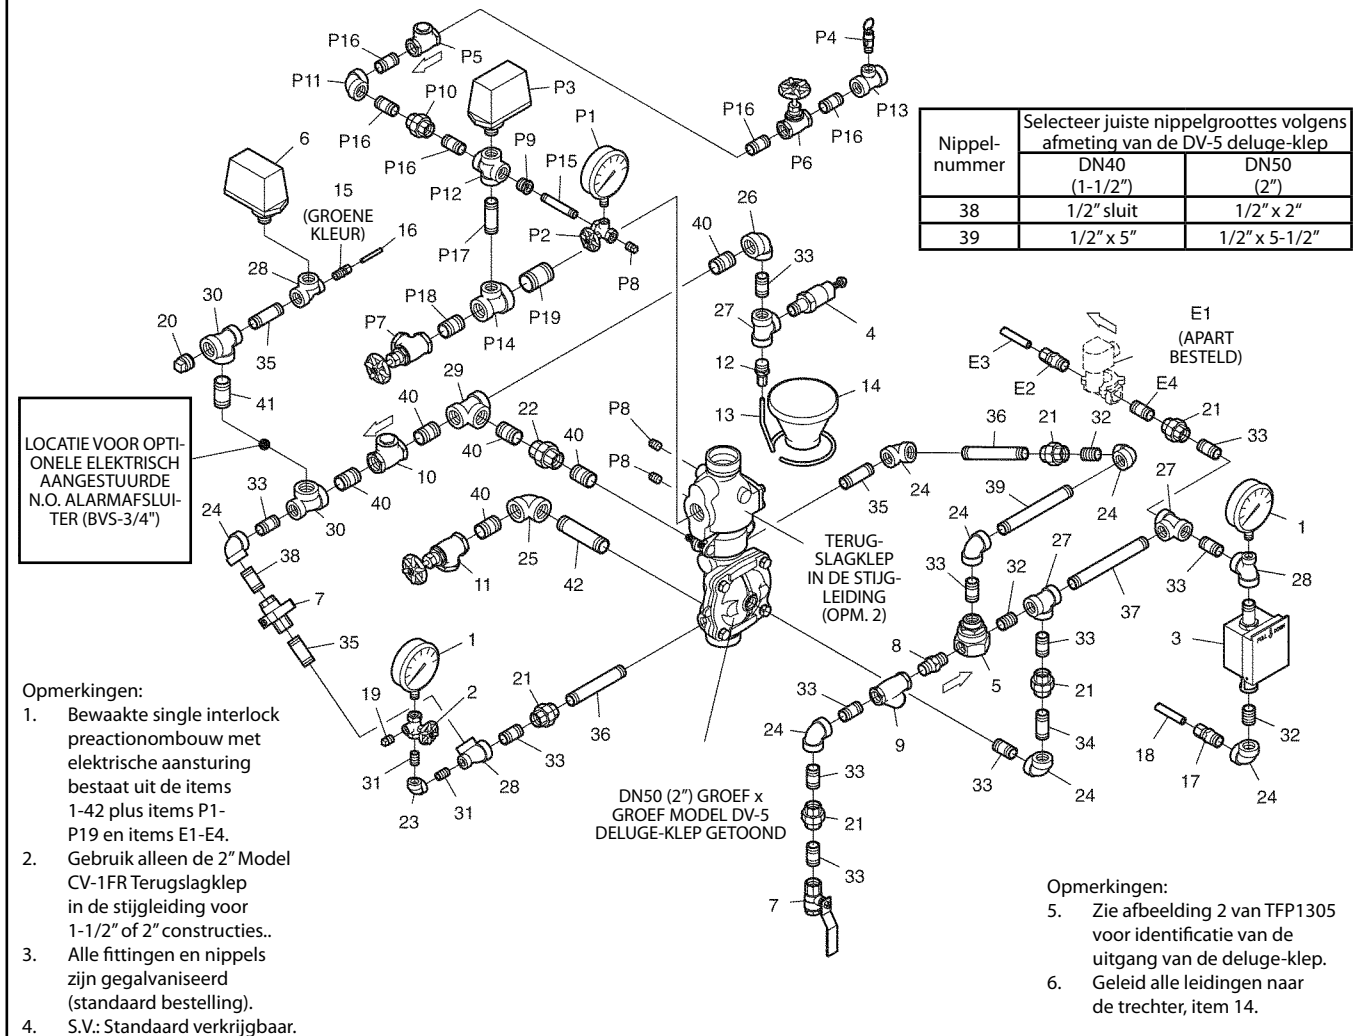 P16
P5
P4
P11
P10
P3
P13
P1
P16
P16
P16
P9
P15
P16
P6
P12
6
15
(GROENE
KLEUR)
16
P17
P2
P8
26
40
33
28
30
20
35
P18
P19
P7
P14
27
4
41
29
12
14
13
40
22
40
40
10
P8
P8
Nippel-
nummer
Selecteer juiste nippelgroottes volgens
afmeting van de DV-5 deluge-klep
DN40
(1-1/2")
DN50
(2")
38
1/2" sluit
1/2" x 2"
39
1/2" x 5"
1/2" x 5-1/2"
E1
(APART
BESTELD)
E3
E2
E4
21
33
LOCATIE VOOR OPTI-
ONELE ELEKTRISCH
AANGESTUURDE
N.O. ALARMAFSLUI-
TER (BVS-3/4")
24
33
30
40
40
25
42
11
38
7
35
36
21
32
24
35
39
24
24
27
1
TERUG-
SLAGKLEP
IN DE STIJG-
LEIDING
(OPM. 2)
33
32
27
37
33
28
3
8
5
33
21
34
9
24
33
33
24
18
17
32
24
1
19
2
21
36
31
23
31
28
33
33
21
33
7
DN50 (2") GROEF x
GROEF MODEL DV-5
DELUGE-KLEP GETOOND
Opmerkingen:
1. Bewaakte single interlock
preactionombouw met
elektrische aansturing
bestaat uit de items
1-42 plus items P1-
P19 en items E1-E4.
2. Gebruik alleen de 2" Model
CV-1FR Terugslagklep
in de stijgleiding voor
1-1/2" of 2" constructies..
3. Alle fittingen en nippels
zijn gegalvaniseerd
(standaard bestelling).
4. S.V.: Standaard verkrijgbaar.
Opmerkingen:
5. Zie afbeelding 2 van TFP1305
voor identificatie van de
uitgang van de deluge-klep.
6. Geleid alle leidingen naar
de trechter, item 14.